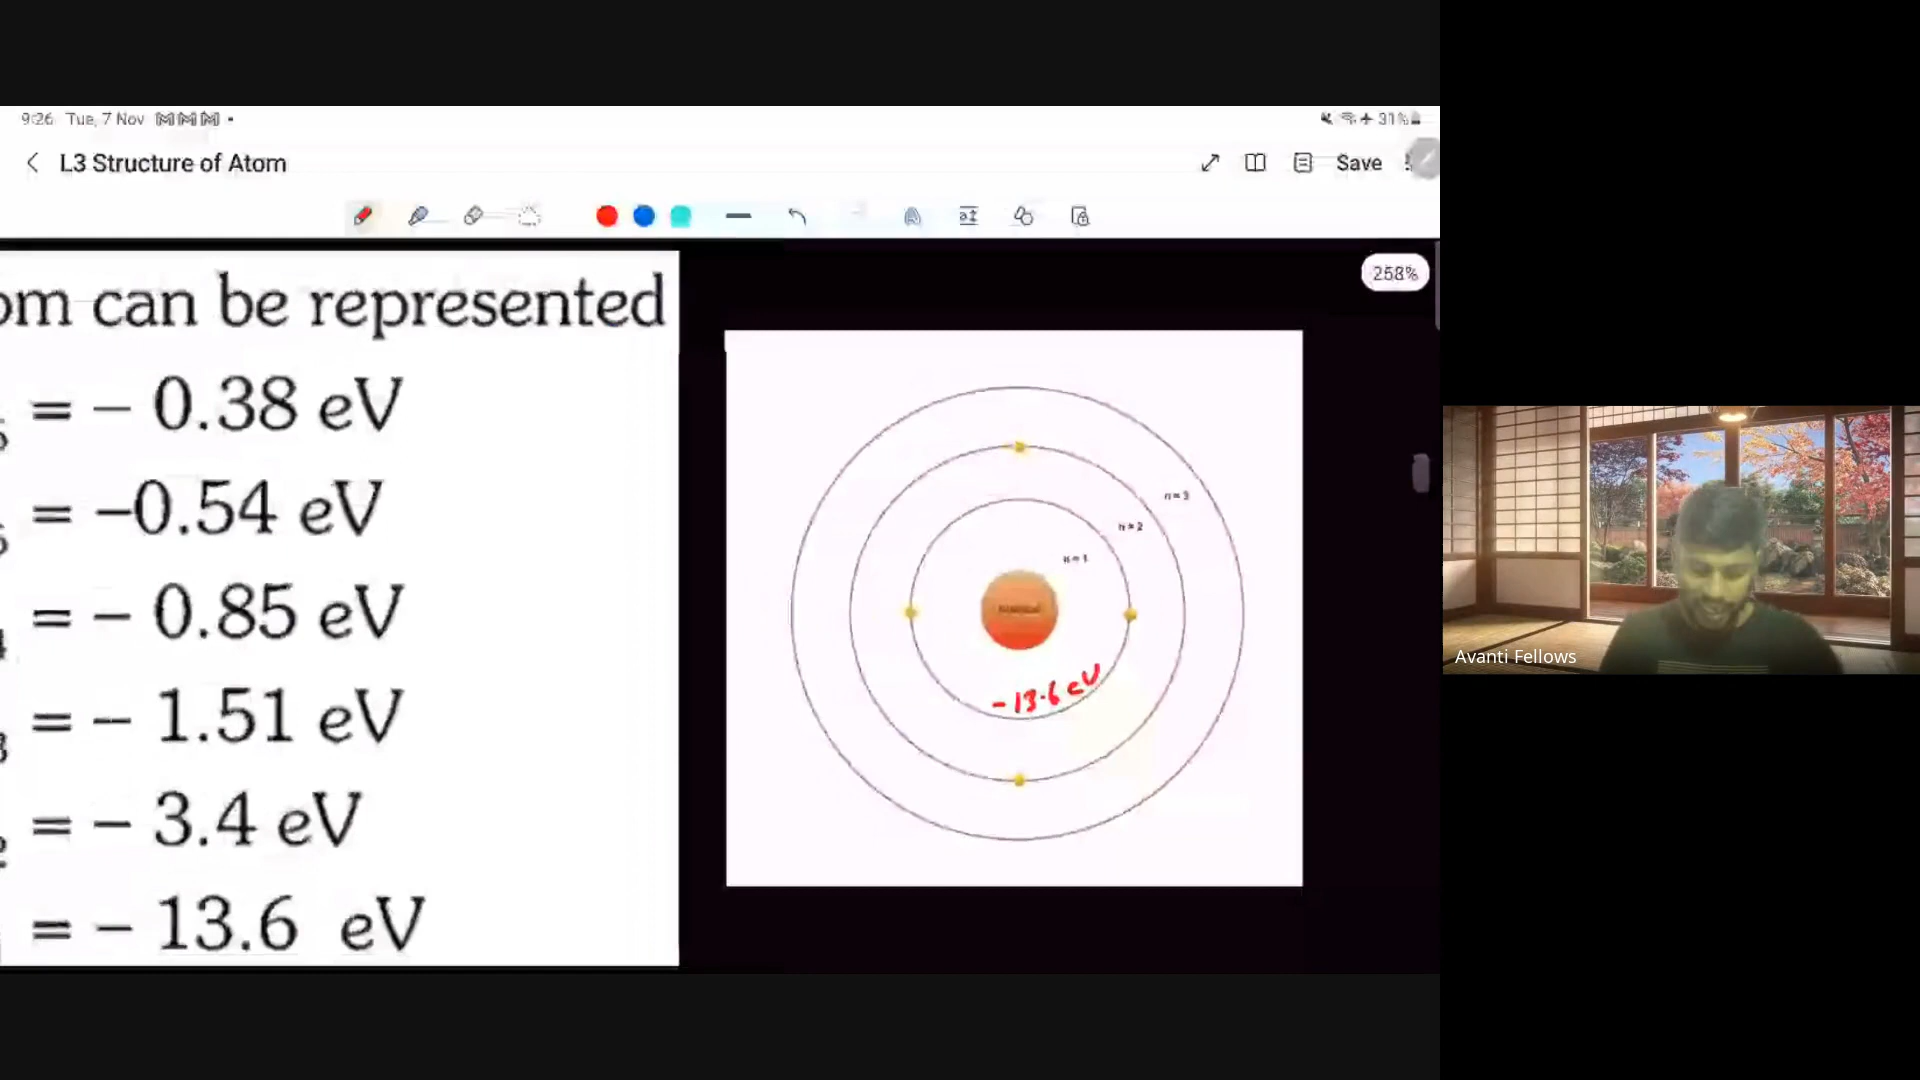 9:26 Tue, 7 Nov
31%
L3 Structure of Atom
Save
258%
om can be represented
= – 0.38 eV
= –0.54 eV
= – 0.85 eV
= – 1.51 eV
= – 3.4 eV
= – 13.6 eV
n=3
n=2
n=1
-13.6 eV
Avanti Fellows